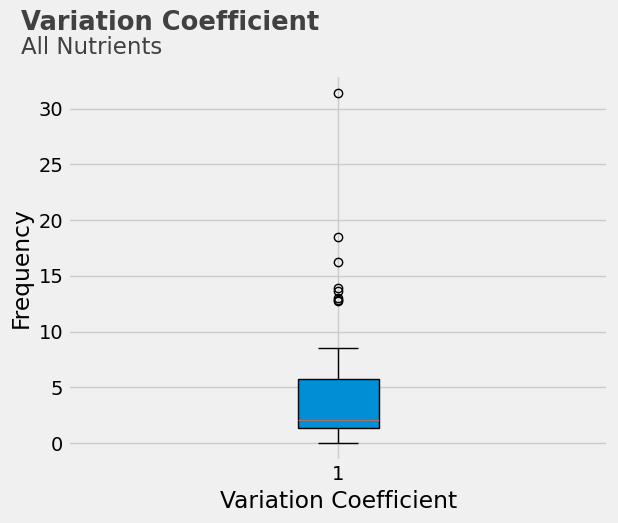 Variation Coefficient
All Nutrients
30
25
20
15
10
5
0
Frequency
1
Variation Coefficient